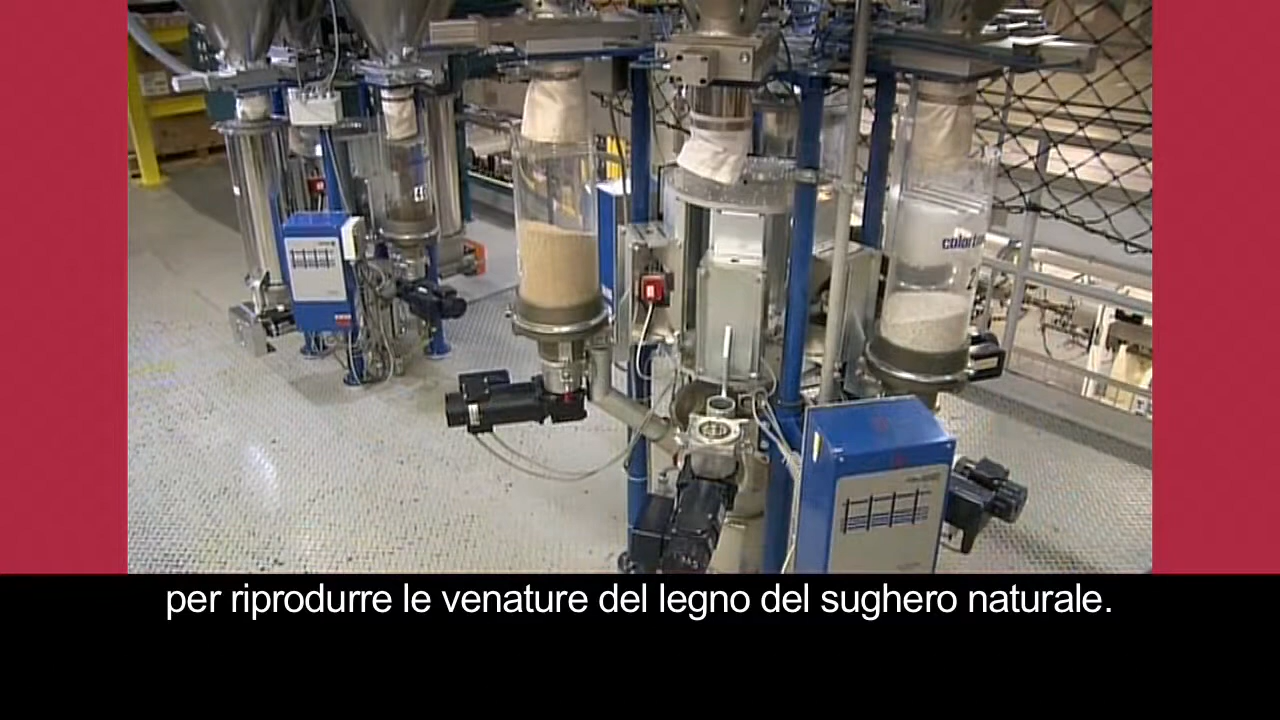 per riprodurre le venature del legno del sughero naturale.